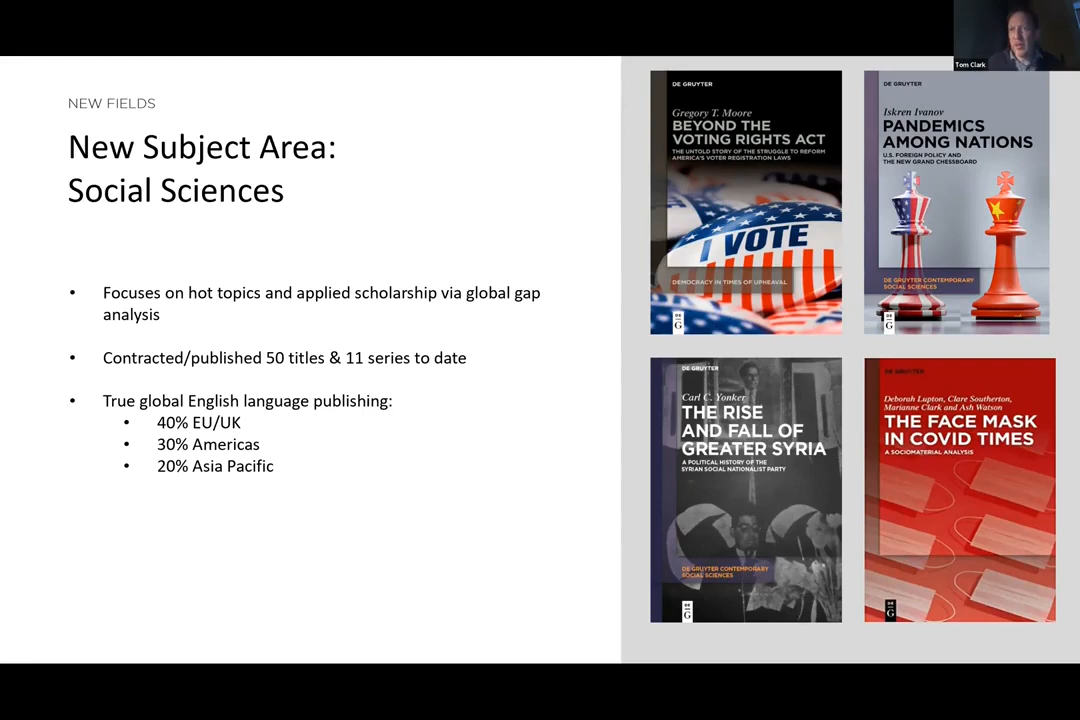 Tom Clark
NEW FIELDS
New Subject Area:
Social Sciences
• Focuses on hot topics and applied scholarship via global gap
analysis
• Contracted/published 50 titles & 11 series to date
• True global English language publishing:
• 40% EU/UK
• 30% Americas
• 20% Asia Pacific
DE GRUYTER
Gregory T. Moore
BEYOND THE
VOTING RIGHTS ACT
THE UNTOLD STORY OF THE STRUGGLE TO REFORM
AMERICA'S VOTER REGISTRATION LAWS
I VOTE
DEMOCRACY IN TIMES OF UPHEAVAL
DE
G
DE GRUYTER
Iskren Ivanov
PANDEMICS
AMONG NATIONS
U.S. FOREIGN POLICY AND
THE NEW GRAND CHESSBOARD
DE GRUYTER CONTEMPORARY
SOCIAL SCIENCES
DE
G
DE GRUYTER
Carl C. Yonker
THE RISE
AND FALL OF
GREATER SYRIA
A POLITICAL HISTORY OF THE
SYRIAN SOCIAL NATIONALIST PARTY
DE GRUYTER CONTEMPORARY
SOCIAL SCIENCES
DE
G
DE GRUYTER
Deborah Lupton, Clare Southerton,
Marianne Clark and Ash Watson
THE FACE MASK
IN COVID TIMES
A SOCIOMATERIAL ANALYSIS
DE
G